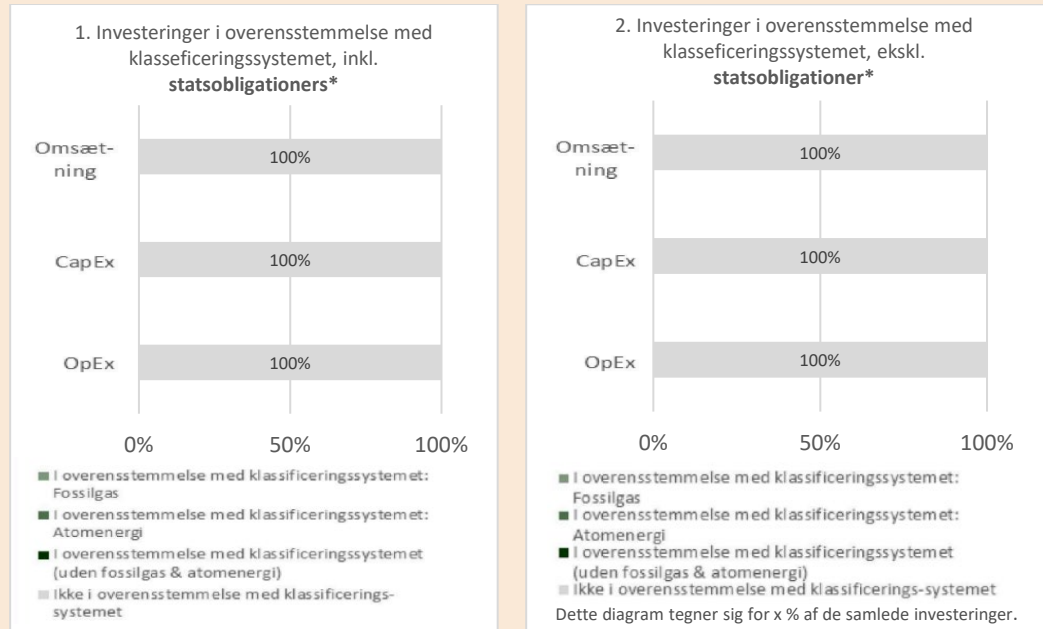 1. Investeringer i overensstemmelse med
klasseficeringssystemet, inkl.
statsobligationers*
Omsæt-
ning
100%
CapEx
100%
OpEx
100%
0% 50% 100%
I overensstemmelse med klassificeringssystemet:
Fossilgas
I overensstemmelse med klassificeringssystemet:
Atomenergi
I overensstemmelse med klassificeringssystemet
(uden fossilgas & atomenergi)
Ikke i overensstemmelse med klassificerings-
systemet
2. Investeringer i overensstemmelse med
klasseficeringssystemet, ekskl.
statsobligationer*
Omsæt-
ning
100%
CapEx
100%
OpEx
100%
0% 50% 100%
I overensstemmelse med klassificeringssystemet:
Fossilgas
I overensstemmelse med klassificeringssystemet:
Atomenergi
I overensstemmelse med klassificeringssystemet
(uden fossilgas & atomenergi)
Ikke i overensstemmelse med klassificerings-systemet
Dette diagram tegner sig for x % af de samlede investeringer.